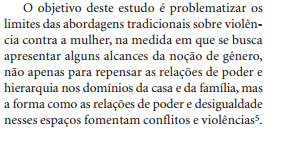 O objetivo deste estudo é problematizar os
limites das abordagens tradicionais sobre violên-
cia contra a mulher, na medida em que se busca
apresentar alguns alcances da noção de gênero,
não apenas para repensar as relações de poder e
hierarquia nos domínios da casa e da família, mas
a forma como as relações de poder e desigualdade
nesses espaços fomentam conflitos e violências⁵.